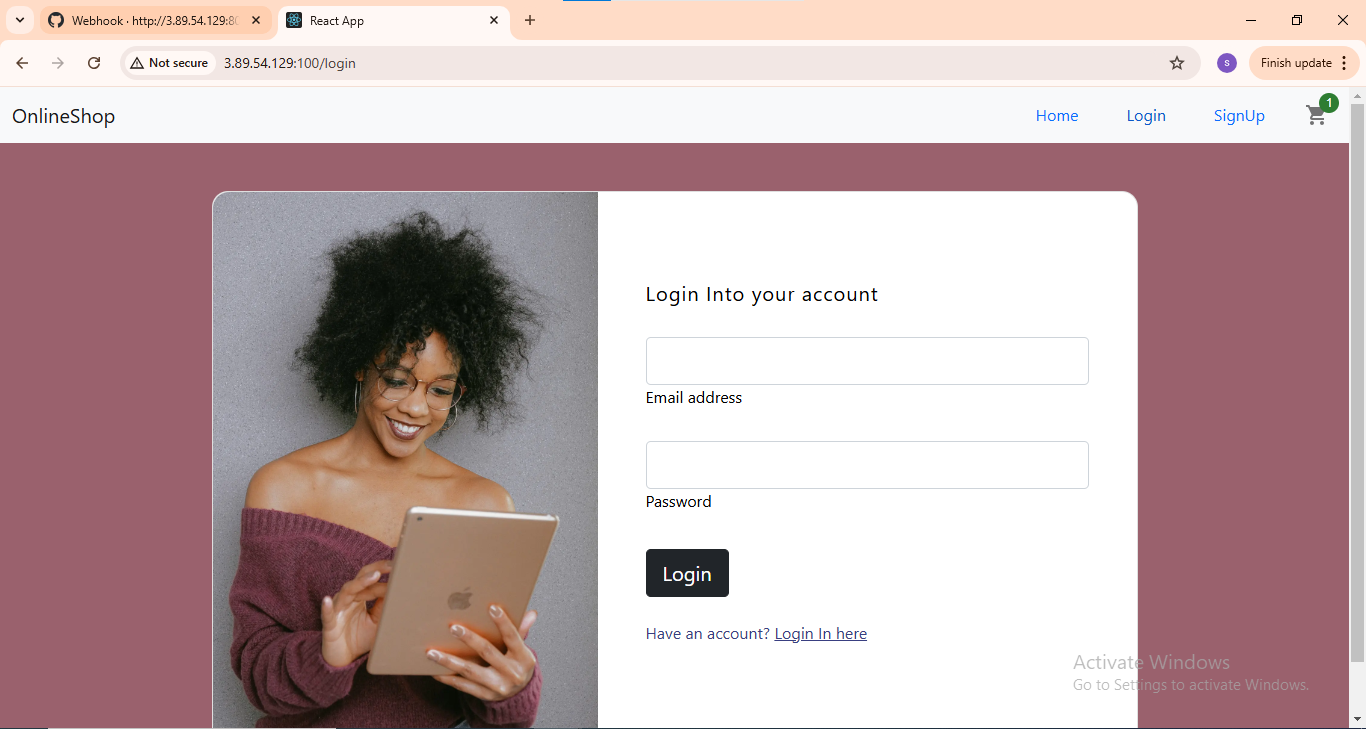 Webhook · http://3.89.54.129:80
React App
Not secure
3.89.54.129:100/login
S
Finish update
OnlineShop
Home
Login
SignUp
1
Login Into your account
Email address
Password
Login
Have an account? Login In here
Activate Windows
Go to Settings to activate Windows.